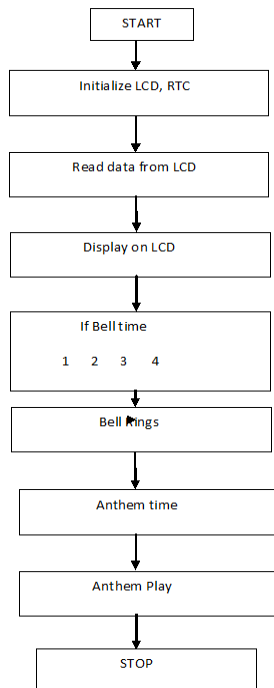 START
Initialize LCD, RTC
Read data from LCD
Display on LCD
If Bell time
1 2 3 4
Bell Rings
Anthem time
Anthem Play
STOP